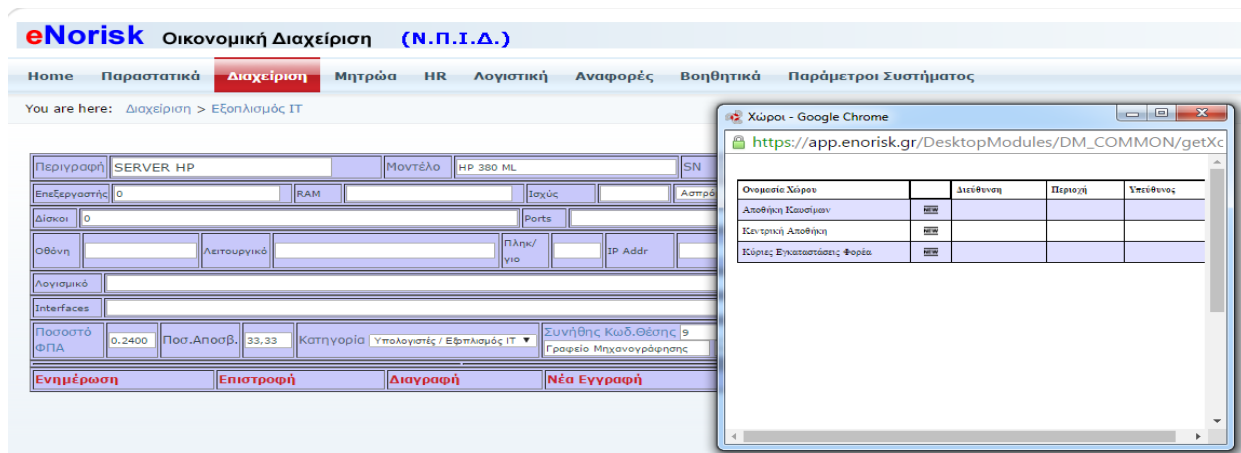 eNorisk Οικονομική Διαχείριση (Ν.Π.Ι.Δ.)
Home Παραστατικά Διαχείριση Μητρώα HR Λογιστική Αναφορές Βοηθητικά Παράμετροι Συστήματος
You are here: Διαχείριση > Εξοπλισμός IT
Περιγραφή SERVER HP Μοντέλο HP 380 ML SN
Επεξεργαστής 0 RAM Ισχύς Ασπρό
Δίσκοι 0 Ports
Οθόνη Λειτουργικό Πληκ/γιο IP Addr
Λογισμικό
Interfaces
Ποσοστό ΦΠΑ 0.2400 Ποσ.Αποσβ. 33,33 Κατηγορία Υπολογιστές / Εξοπλισμός IT Συνήθης Κωδ.Θέσης 9
Γραφείο Μηχανογράφησης
Ενημέρωση Επιστροφή Διαγραφή Νέα Εγγραφή
Χώροι - Google Chrome
https://app.enorisk.gr/DesktopModules/DM_COMMON/getXc
Ονομασία Χώρου Διεύθυνση Περιοχή Υπεύθυνος
Αποθήκη Καυσίμων NEW
Κεντρική Αποθήκη NEW
Κύριες Εγκαταστάσεις Φορέα NEW